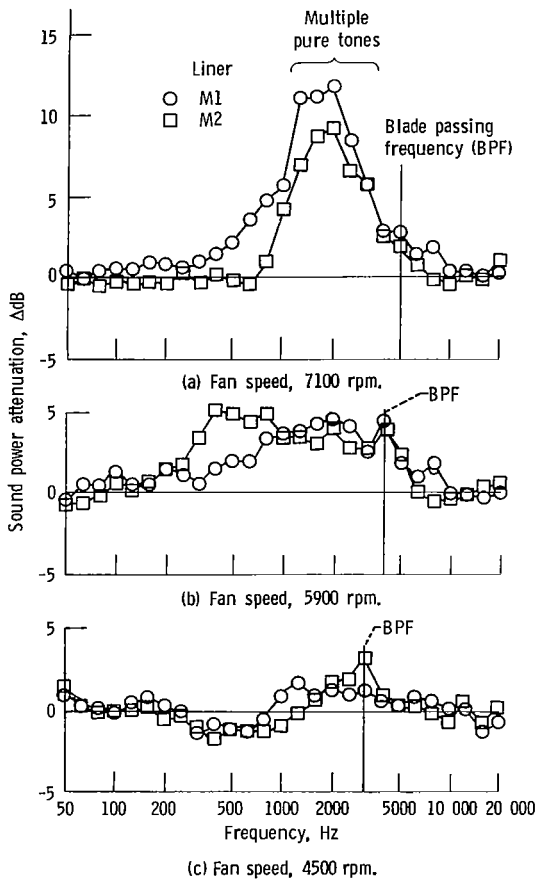 Multiple
pure tones
Liner
M1
M2
Blade passing
frequency (BPF)
15
10
5
0
-5
(a) Fan speed, 7100 rpm.
BPF
5
0
-5
(b) Fan speed, 5900 rpm.
BPF
5
0
-5
50 100 500 1000 2000 5000 10 000 20 000
Frequency, Hz
(c) Fan speed, 4500 rpm.
Sound power attenuation, ΔdB